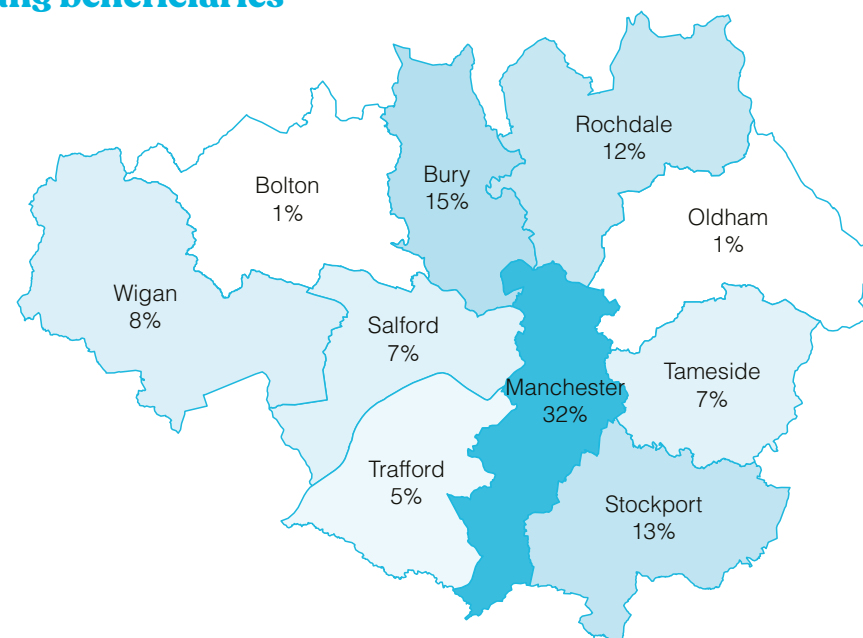 beneficiaries
Rochdale
12%
Bury
15%
Bolton
1%
Oldham
1%
Wigan
8%
Salford
7%
Manchester
32%
Tameside
7%
Trafford
5%
Stockport
13%